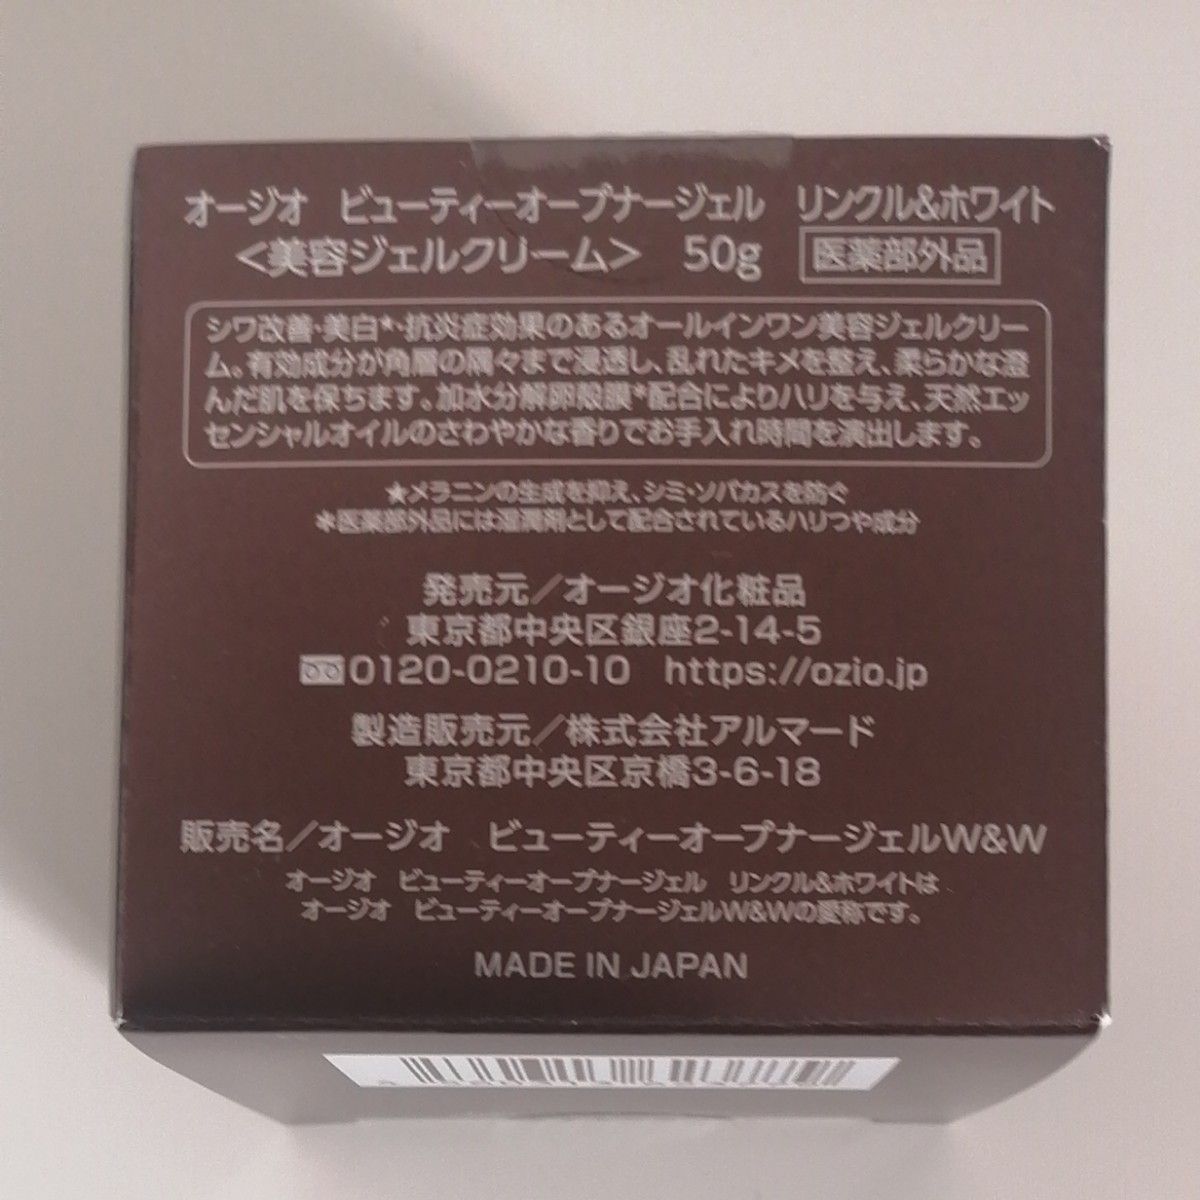 オージオ ビューティーオープナージェル リンクル&ホワイト
<美容ジェルクリーム> 50g 医薬部外品
シワ改善・美白★・抗炎症効果のあるオールインワン美容ジェルクリー
ム。有効成分が角層の隅々まで浸透し、乱れたキメを整え、柔らかな澄
んだ肌を保ちます。加水分解卵殻膜*配合によりハリを与え、天然エッ
センシャルオイルのさわやかな香りでお手入れ時間を演出します。
★メラニンの生成を抑え、シミ・ソバカスを防ぐ
*医薬部外品には湿潤剤として配合されているハリつや成分
発売元/オージオ化粧品
東京都中央区銀座2-14-5
0120-0210-10 https://ozio.jp
製造販売元/株式会社アルマード
東京都中央区京橋3-6-18
販売名/オージオ ビューティーオープナージェルW&W
オージオ ビューティーオープナージェル リンクル&ホワイトは
オージオ ビューティーオープナージェルW&Wの愛称です。
MADE IN JAPAN